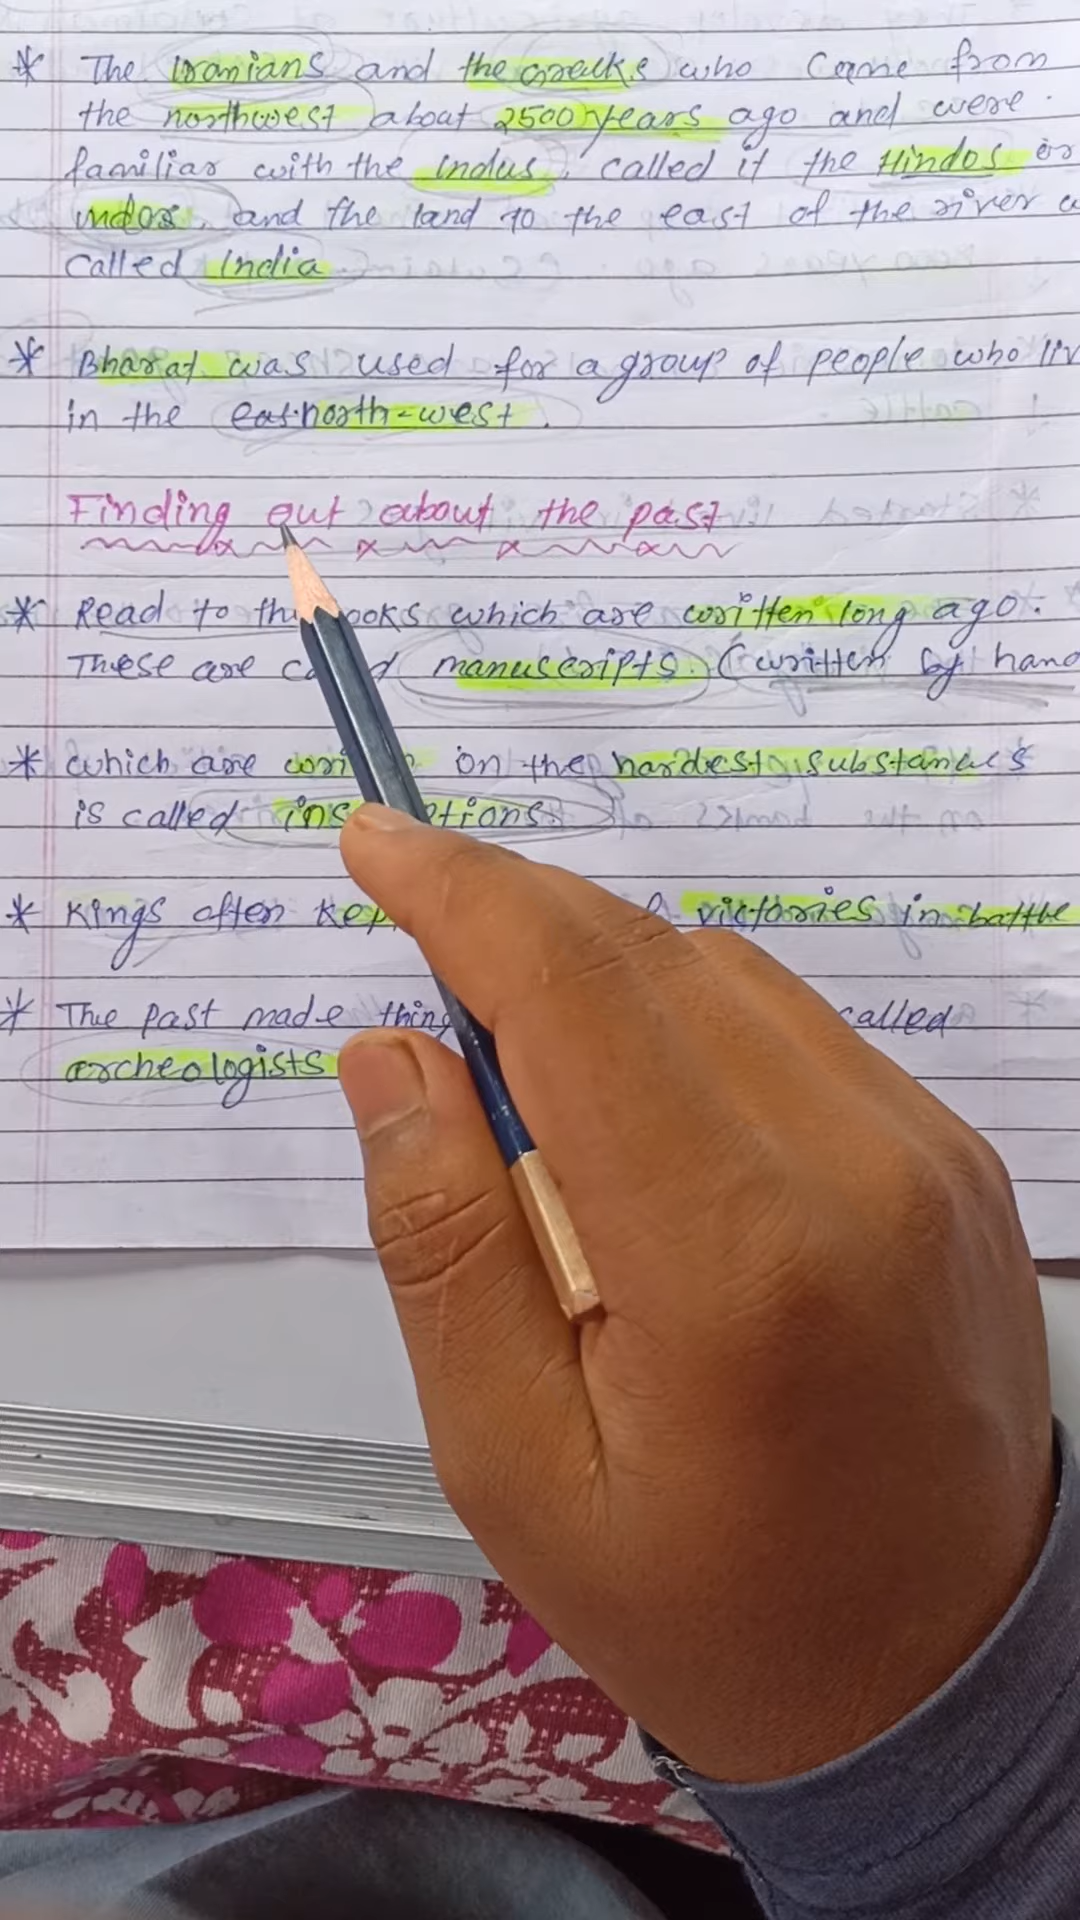 * The Iranians and the Greeks who came from
the northwest about 2500 years ago and were
familiar with the Indus, called it the Hindos or
Indos, and the land to the east of the river
called India
* Bharat was used for a group of people who
in the north-west.
Finding out about the past
* Read to the books which are written long ago.
These are called manuscripts. (written by hand
* which are on the hardest substances
is called inscriptions.
* Kings often victories in battle
* The past made called
archeologists